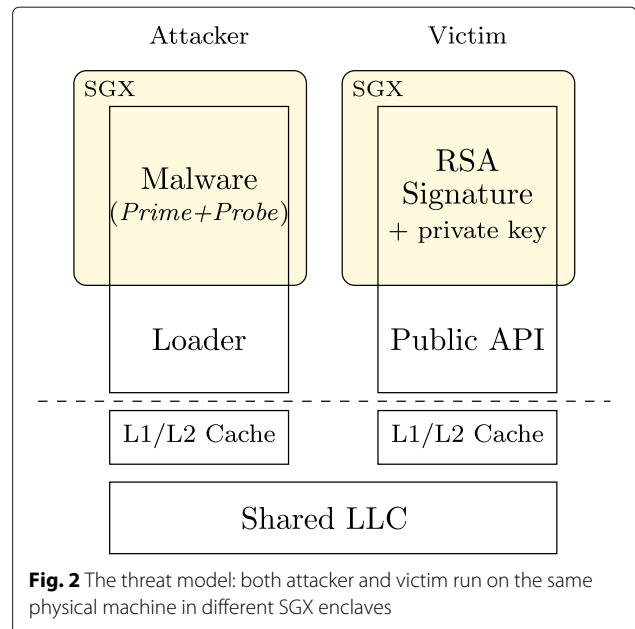 Attacker
Victim
SGX
SGX
Malware
(Prime+Probe)
RSA
Signature
+ private key
Loader
Public API
L1/L2 Cache
L1/L2 Cache
Shared LLC
Fig. 2 The threat model: both attacker and victim run on the same
physical machine in different SGX enclaves